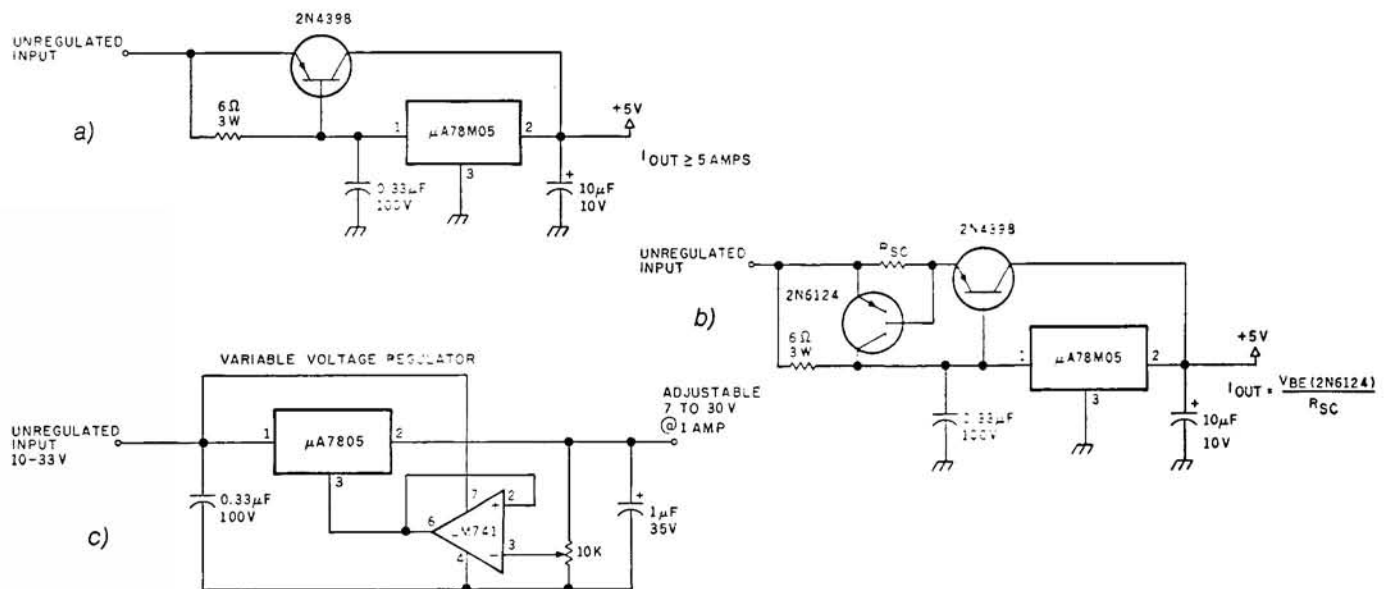 2N4398
UNREGULATED
INPUT
6Ω
3W
a)
1
μA78M05
2
3
+5V
IOUT ≥ 5 AMPS
0.33μF
100V
+
10μF
10V
2N4398
UNREGULATED
INPUT
RSC
2N6124
b)
6Ω
3W
1
μA78M05
2
3
+5V
IOUT = VBE(2N6124)
RSC
0.33μF
100V
+
10μF
10V
VARIABLE VOLTAGE REGULATOR
ADJUSTABLE
7 TO 30V
@ 1 AMP
UNREGULATED
INPUT
10-33V
1
μA7805
2
3
0.33μF
100V
c)
7
2
+
6
LM741
4
3
−
10K
+
1μF
35V